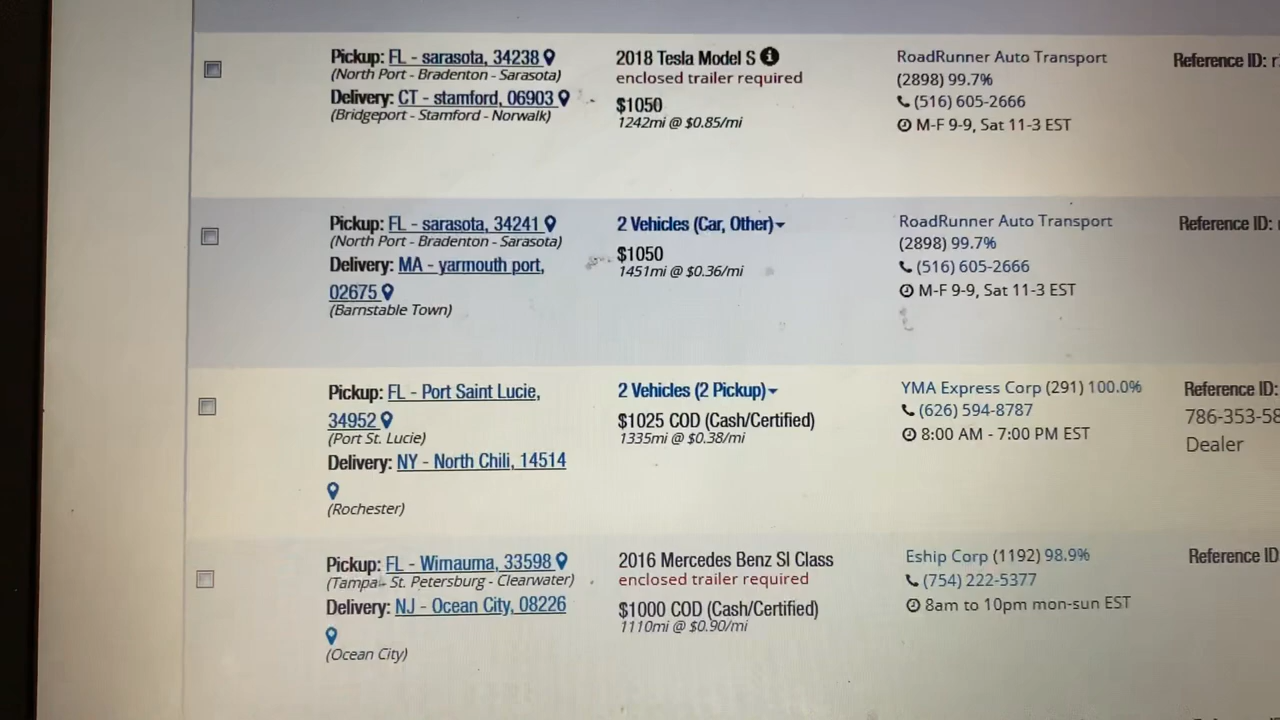 Pickup: FL - sarasota, 34238
(North Port - Bradenton - Sarasota)
Delivery: CT - stamford, 06903
(Bridgeport - Stamford - Norwalk)
2018 Tesla Model S
enclosed trailer required
$1050
1242mi @ $0.85/mi
RoadRunner Auto Transport
(2898) 99.7%
(516) 605-2666
M-F 9-9, Sat 11-3 EST
Reference ID: r
Pickup: FL - sarasota, 34241
(North Port - Bradenton - Sarasota)
Delivery: MA - yarmouth port,
02675
(Barnstable Town)
2 Vehicles (Car, Other)
$1050
1451mi @ $0.36/mi
RoadRunner Auto Transport
(2898) 99.7%
(516) 605-2666
M-F 9-9, Sat 11-3 EST
Reference ID:
Pickup: FL - Port Saint Lucie,
34952
(Port St. Lucie)
Delivery: NY - North Chili, 14514
(Rochester)
2 Vehicles (2 Pickup)
$1025 COD (Cash/Certified)
1335mi @ $0.38/mi
YMA Express Corp (291) 100.0%
(626) 594-8787
8:00 AM - 7:00 PM EST
Reference ID:
786-353-58
Dealer
Pickup: FL - Wimauma, 33598
(Tampa - St. Petersburg - Clearwater)
Delivery: NJ - Ocean City, 08226
(Ocean City)
2016 Mercedes Benz Sl Class
enclosed trailer required
$1000 COD (Cash/Certified)
1110mi @ $0.90/mi
Eship Corp (1192) 98.9%
(754) 222-5377
8am to 10pm mon-sun EST
Reference ID